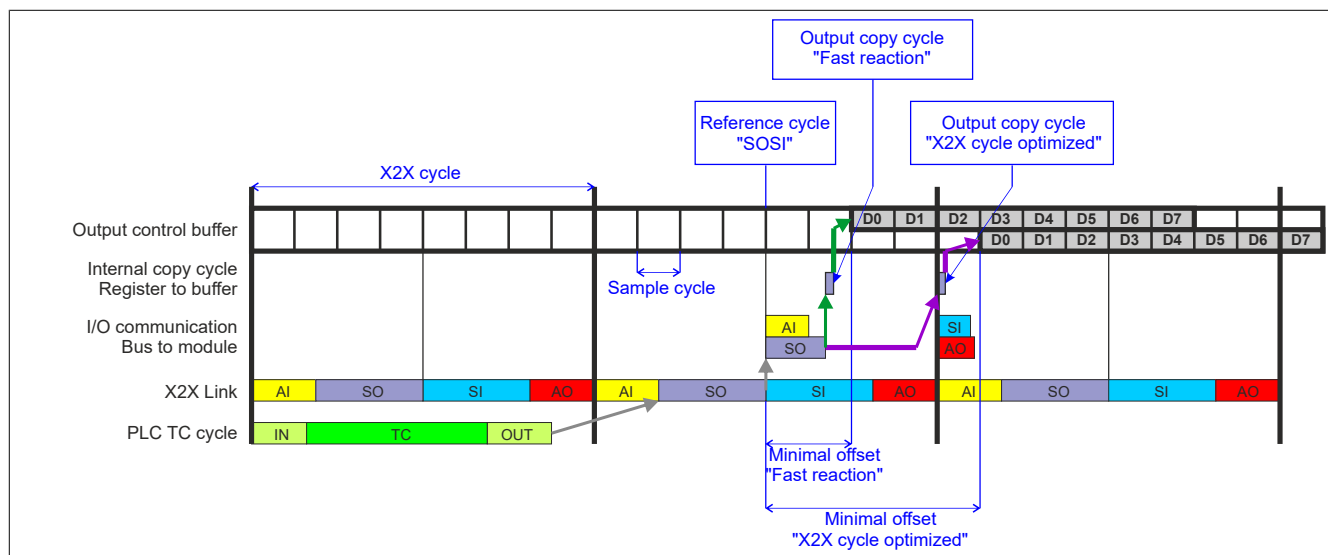 Output copy cycle
"Fast reaction"
Reference cycle
"SOSI"
Output copy cycle
"X2X cycle optimized"
X2X cycle
Output control buffer
D0 D1 D2 D3 D4 D5 D6 D7
D0 D1 D2 D3 D4 D5 D6 D7
Internal copy cycle
Register to buffer
Sample cycle
I/O communication
Bus to module
AI SI
SO AO
X2X Link
AI SO SI AO AI SO SI AO AI SO SI AO
PLC TC cycle
IN TC OUT
Minimal offset
"Fast reaction"
Minimal offset
"X2X cycle optimized"